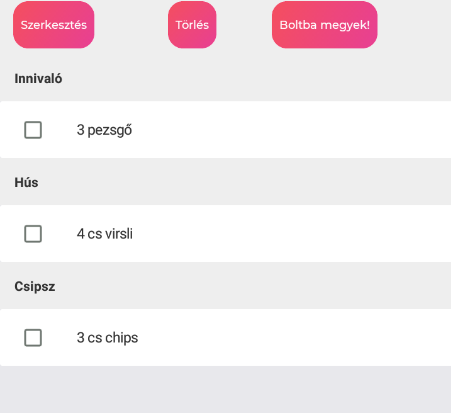 Szerkesztés
Törlés
Boltba megyek!
Innivaló
3 pezsgő
Hús
4 cs virsli
Csipsz
3 cs chips